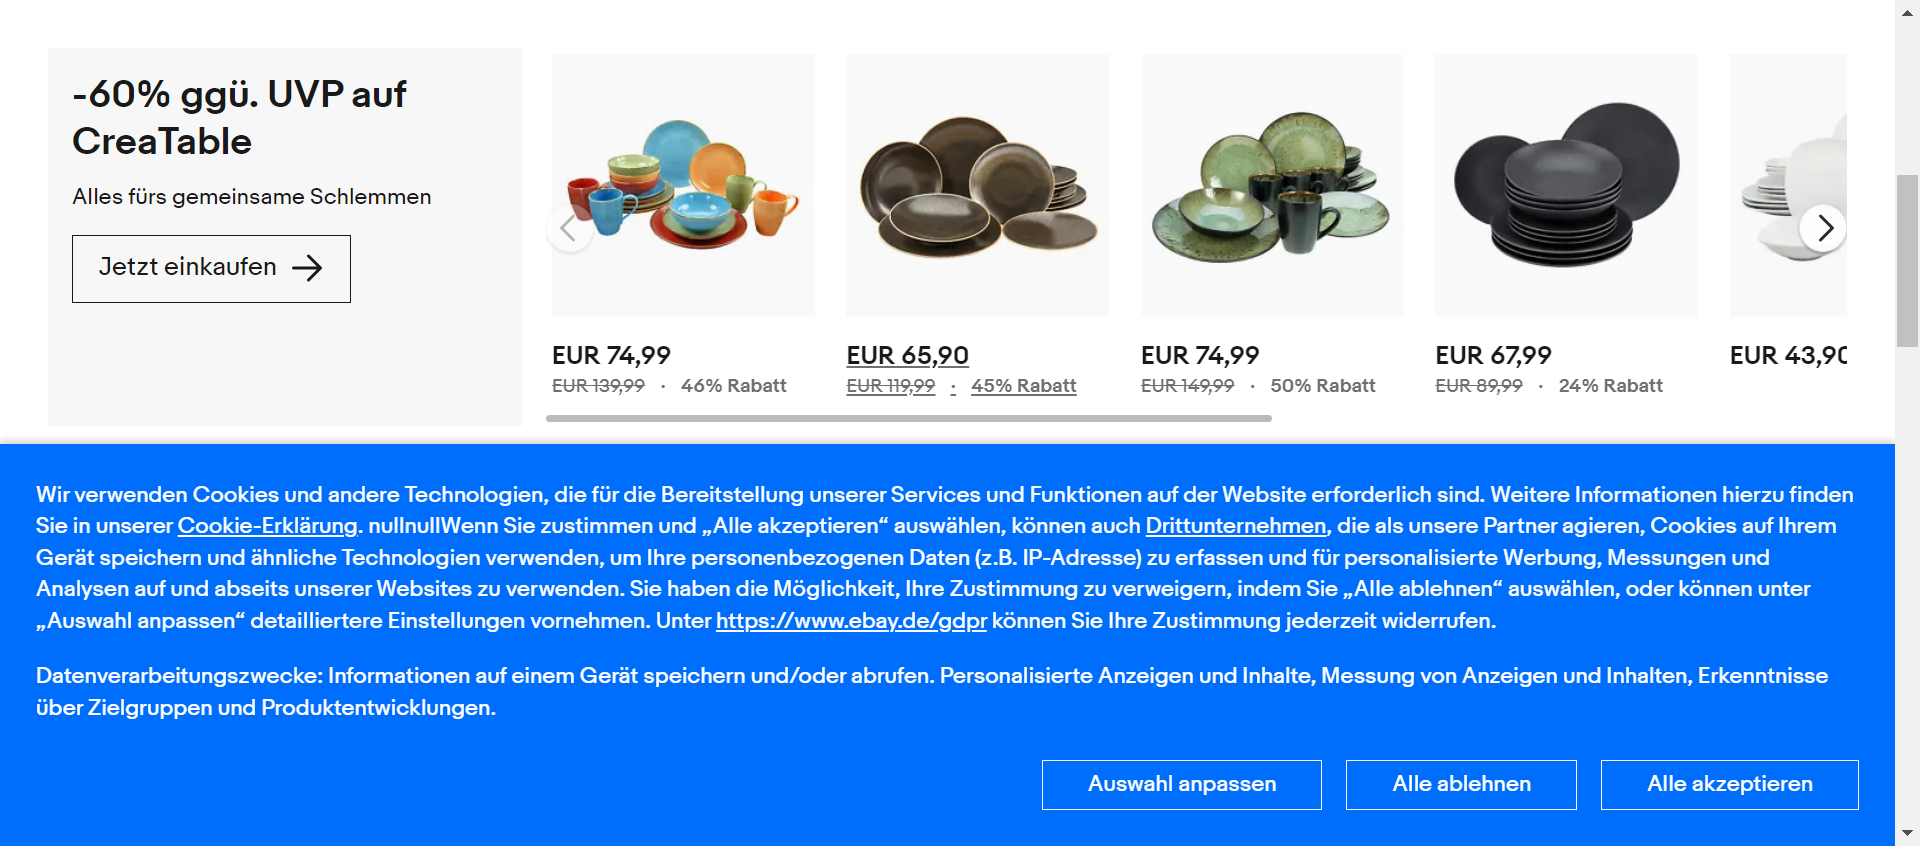 -60% ggü. UVP auf
CreaTable
Alles fürs gemeinsame Schlemmen
Jetzt einkaufen
EUR 74,99
EUR 139,99 · 46% Rabatt
EUR 65,90
EUR 119,99 · 45% Rabatt
EUR 74,99
EUR 149,99 · 50% Rabatt
EUR 67,99
EUR 89,99 · 24% Rabatt
EUR 43,90
Wir verwenden Cookies und andere Technologien, die für die Bereitstellung unserer Services und Funktionen auf der Website erforderlich sind. Weitere Informationen hierzu finden
Sie in unserer Cookie-Erklärung. nullnullWenn Sie zustimmen und „Alle akzeptieren“ auswählen, können auch Drittunternehmen, die als unsere Partner agieren, Cookies auf Ihrem
Gerät speichern und ähnliche Technologien verwenden, um Ihre personenbezogenen Daten (z.B. IP-Adresse) zu erfassen und für personalisierte Werbung, Messungen und
Analysen auf und abseits unserer Websites zu verwenden. Sie haben die Möglichkeit, Ihre Zustimmung zu verweigern, indem Sie „Alle ablehnen“ auswählen, oder können unter
„Auswahl anpassen“ detailliertere Einstellungen vornehmen. Unter https://www.ebay.de/gdpr können Sie Ihre Zustimmung jederzeit widerrufen.
Datenverarbeitungszwecke: Informationen auf einem Gerät speichern und/oder abrufen. Personalisierte Anzeigen und Inhalte, Messung von Anzeigen und Inhalten, Erkenntnisse
über Zielgruppen und Produktentwicklungen.
Auswahl anpassen
Alle ablehnen
Alle akzeptieren